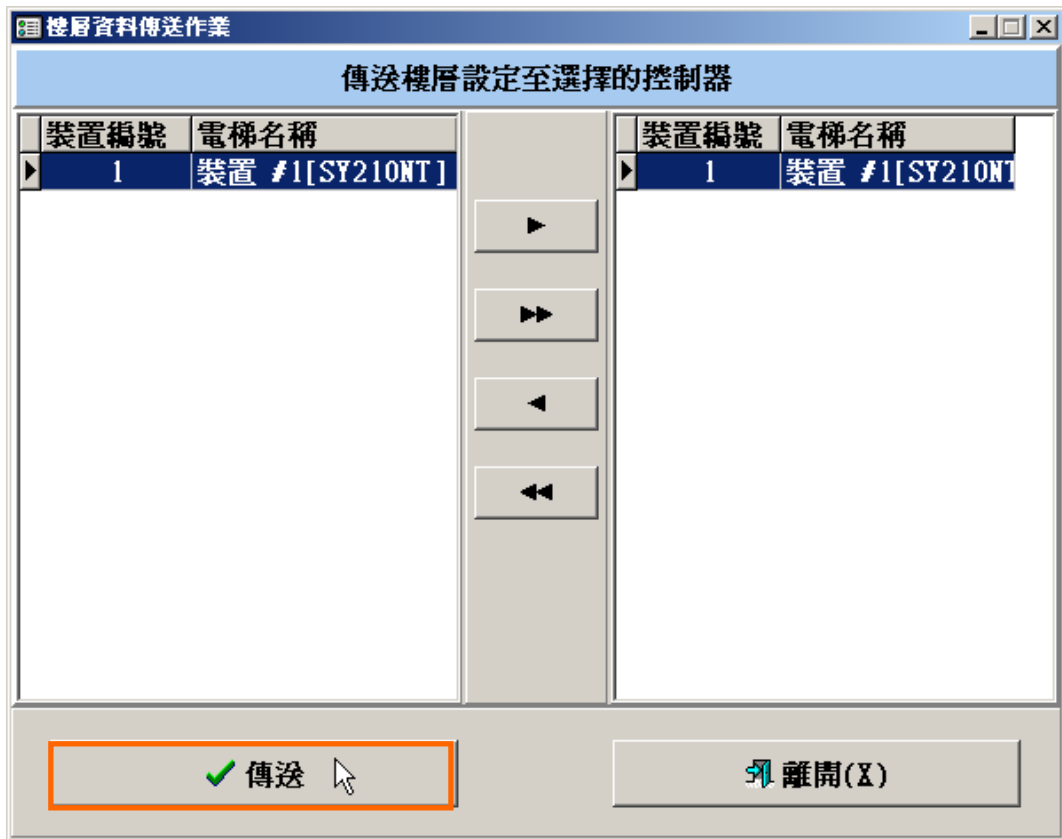 樓層資料傳送作業
傳送樓層設定至選擇的控制器
裝置編號 電梯名稱
1 裝置 #1[SY210NT]
裝置編號 電梯名稱
1 裝置 #1[SY210NT
傳送
離開(X)